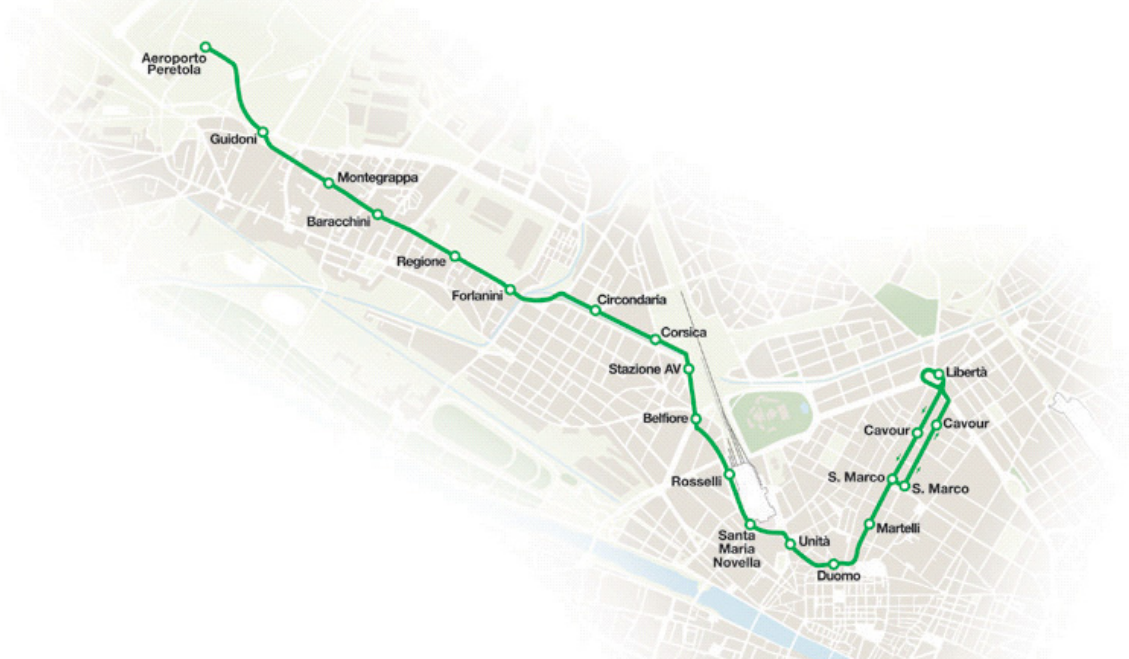 Aeroporto
Peretola
Guidoni
Montegrappa
Baracchini
Regione
Forlanini
Circondaria
Corsica
Stazione AV
Belfiore
Rosselli
Santa
Maria
Novella
Unità
Duomo
Martelli
S. Marco
S. Marco
Cavour
Cavour
Libertà